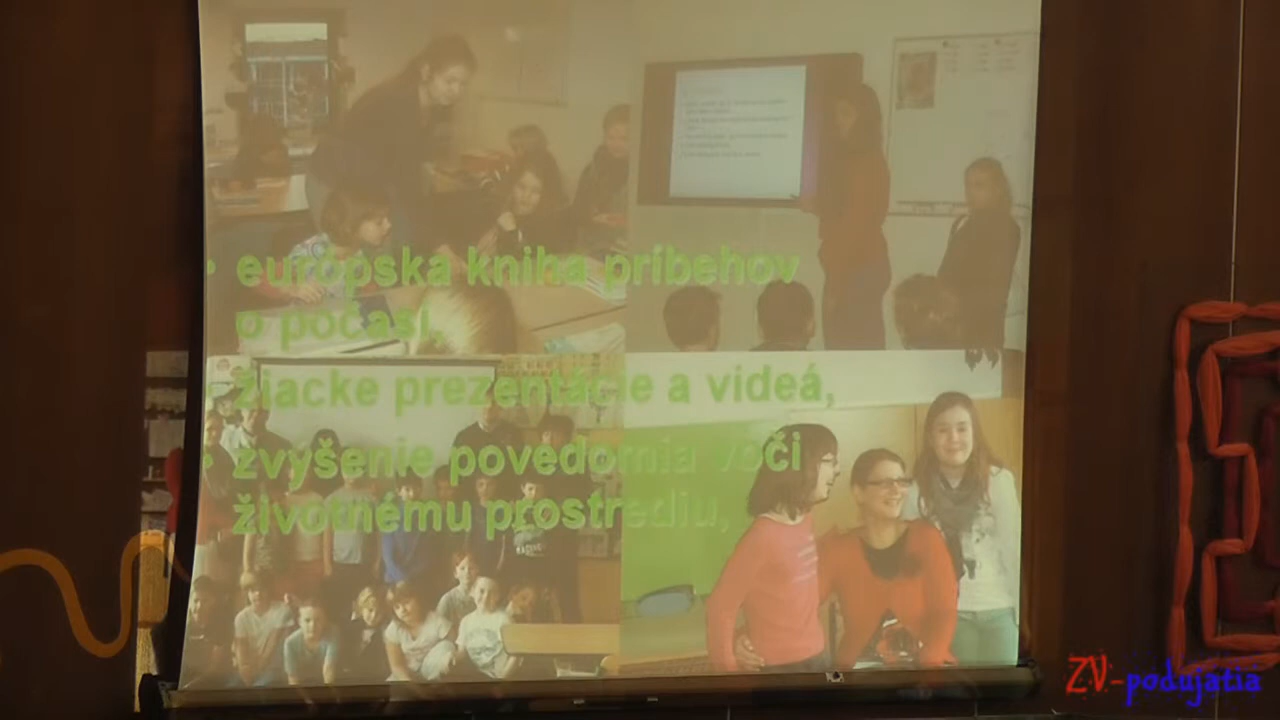 • európska kniha príbehov
o počasí,
• žiacke prezentácie a videá,
• zvýšenie povedomia voči
životnému prostrediu,
ZV-podujatia